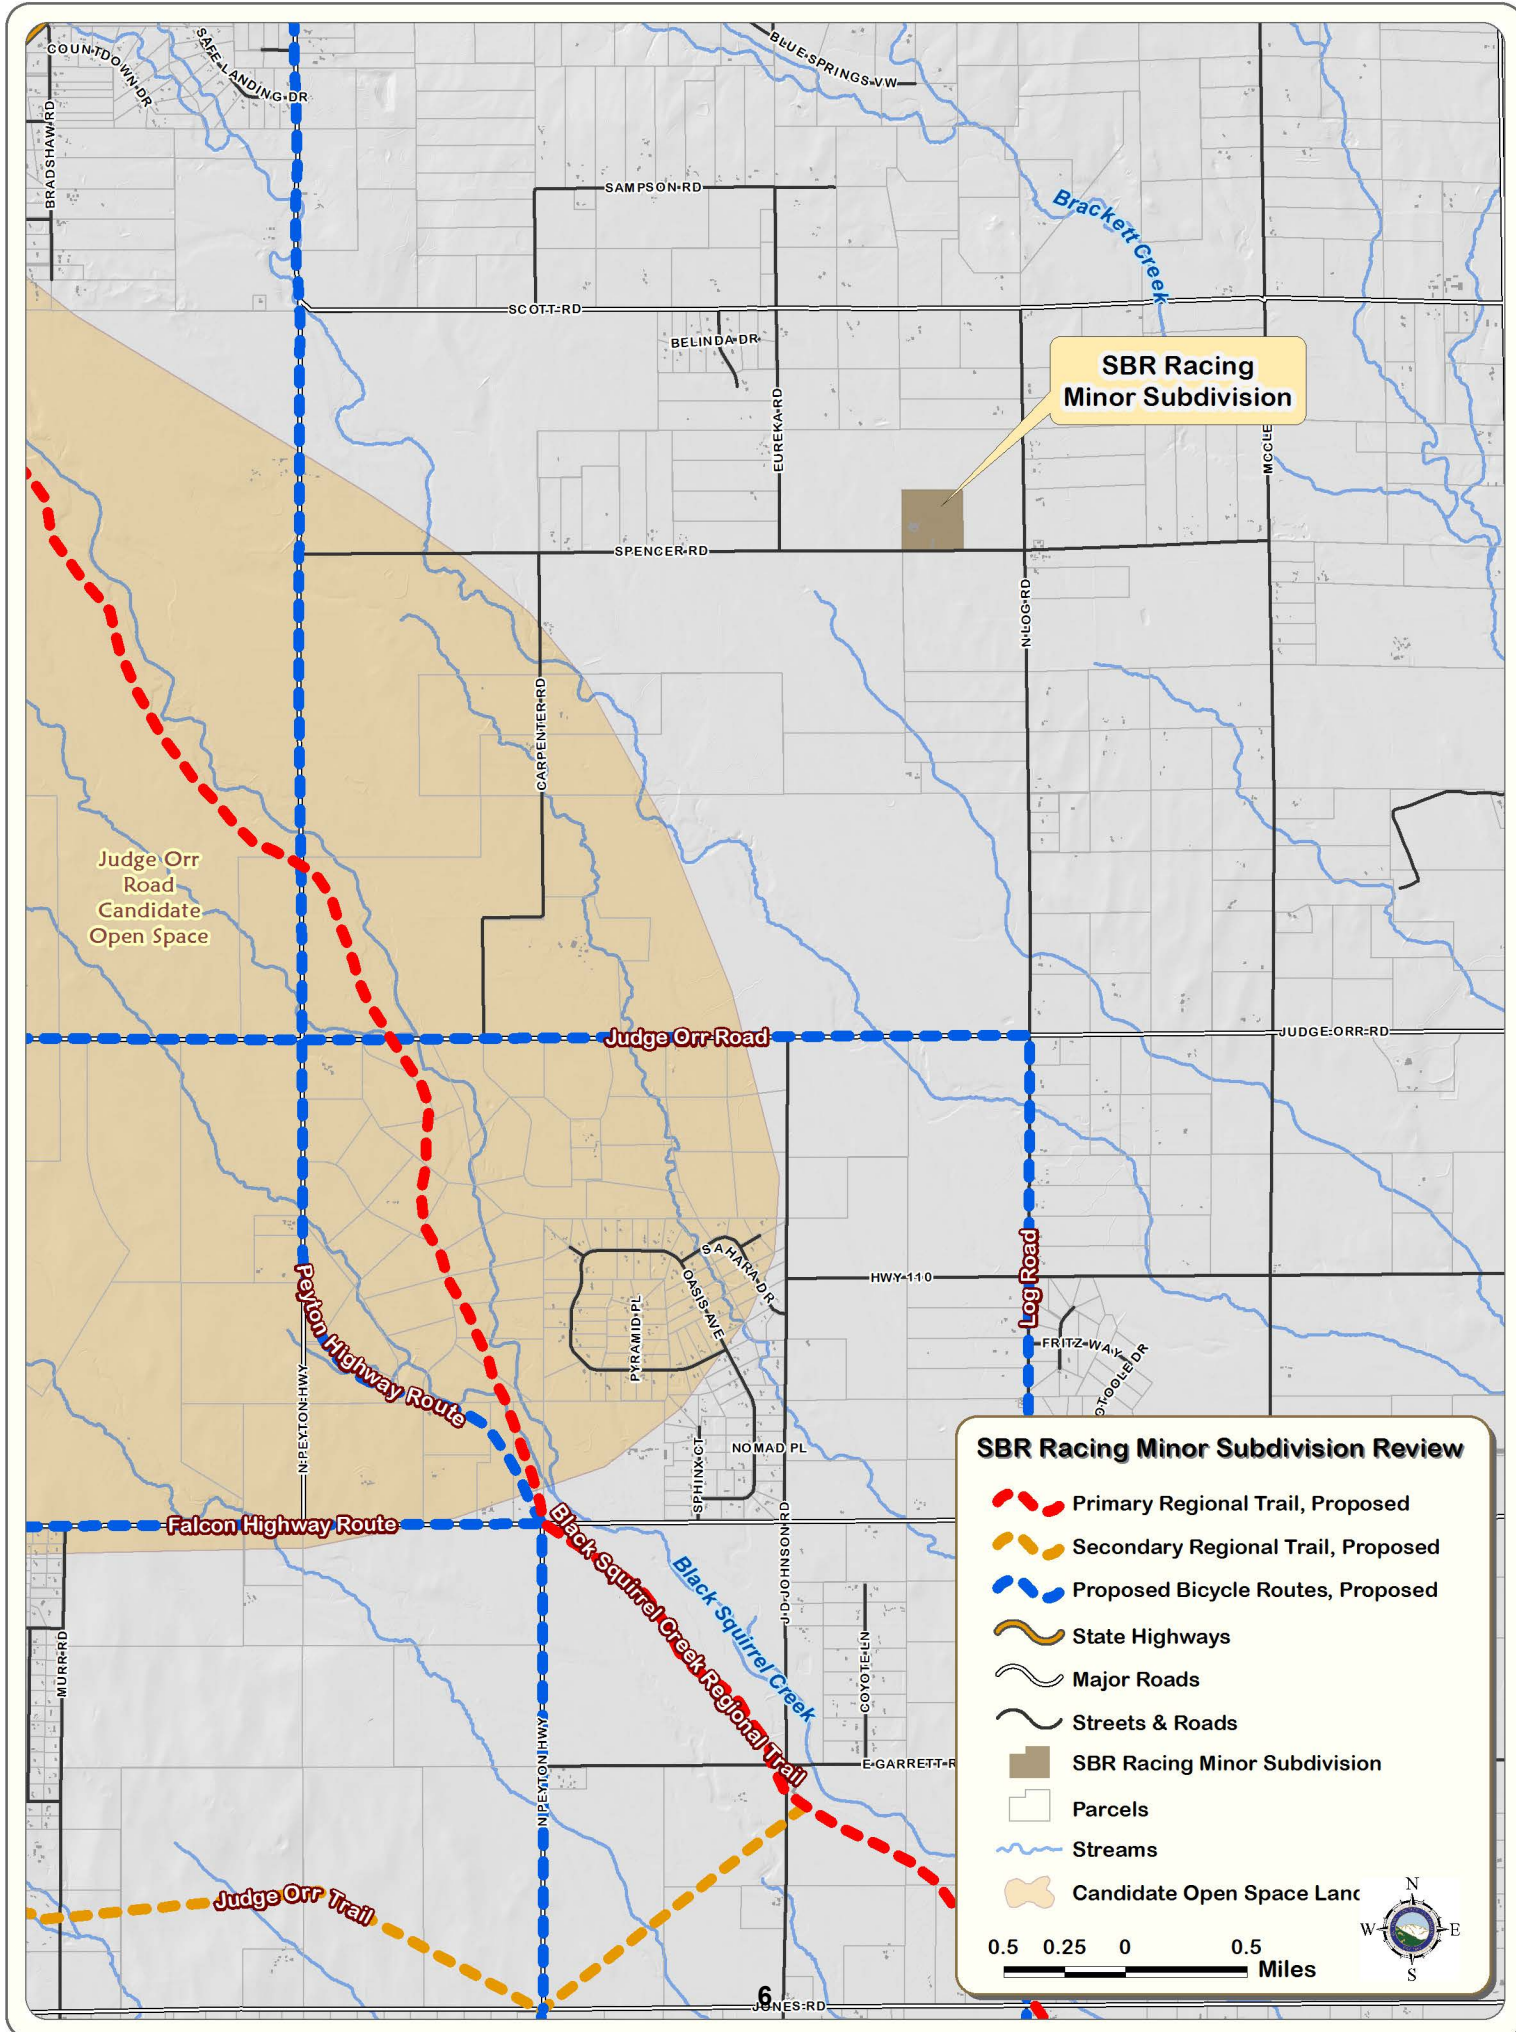 COUNTDOWN DR
SAFE LANDING DR
BRADSHAW RD
BLUE SPRINGS VW
SAMPSON RD
Brackett Creek
SCOTT RD
BELINDA DR
SBR Racing
Minor Subdivision
EUREKA RD
MCCLE
SPENCER RD
N LOG RD
CARPENTER RD
Judge Orr
Road
Candidate
Open Space
Judge Orr Road
JUDGE ORR RD
SAHARA DR
OASIS AVE
PYRAMID PL
HWY 110
Log Road
FRITZ WAY
OTOOLE DR
Peyton Highway Route
N PEYTON HWY
SPHINX CT
NOMAD PL
Falcon Highway Route
Black Squirrel Creek Regional Trail
Black Squirrel Creek
J D JOHNSON RD
COYOTE LN
MURR RD
N PEYTON HWY
E GARRETT R
Judge Orr Trail
6
JONES RD
SBR Racing Minor Subdivision Review
Primary Regional Trail, Proposed
Secondary Regional Trail, Proposed
Proposed Bicycle Routes, Proposed
State Highways
Major Roads
Streets & Roads
SBR Racing Minor Subdivision
Parcels
Streams
Candidate Open Space Lanc
N
W E
S
0.5 0.25 0 0.5
Miles